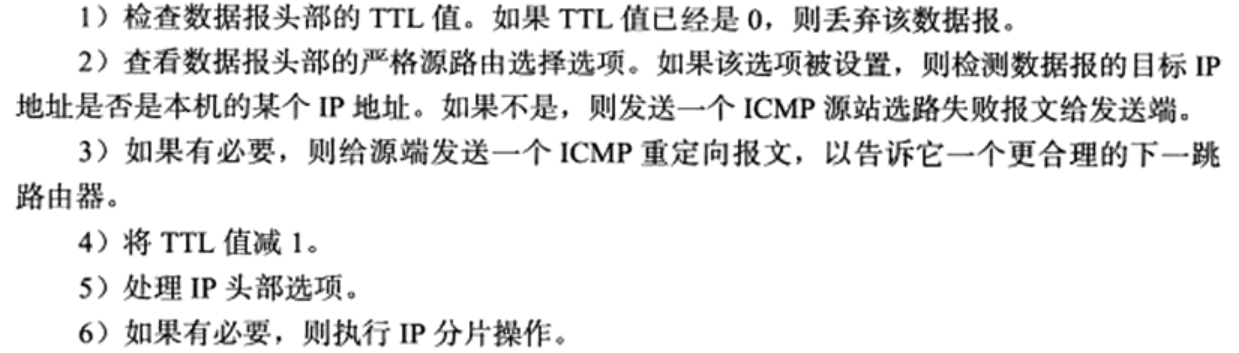 1）检查数据报头部的 TTL 值。如果 TTL 值已经是 0，则丢弃该数据报。
2）查看数据报头部的严格源路由选择选项。如果该选项被设置，则检测数据报的目标 IP
地址是否是本机的某个 IP 地址。如果不是，则发送一个 ICMP 源站选路失败报文给发送端。
3）如果有必要，则给源端发送一个 ICMP 重定向报文，以告诉它一个更合理的下一跳
路由器。
4）将 TTL 值减 1。
5）处理 IP 头部选项。
6）如果有必要，则执行 IP 分片操作。